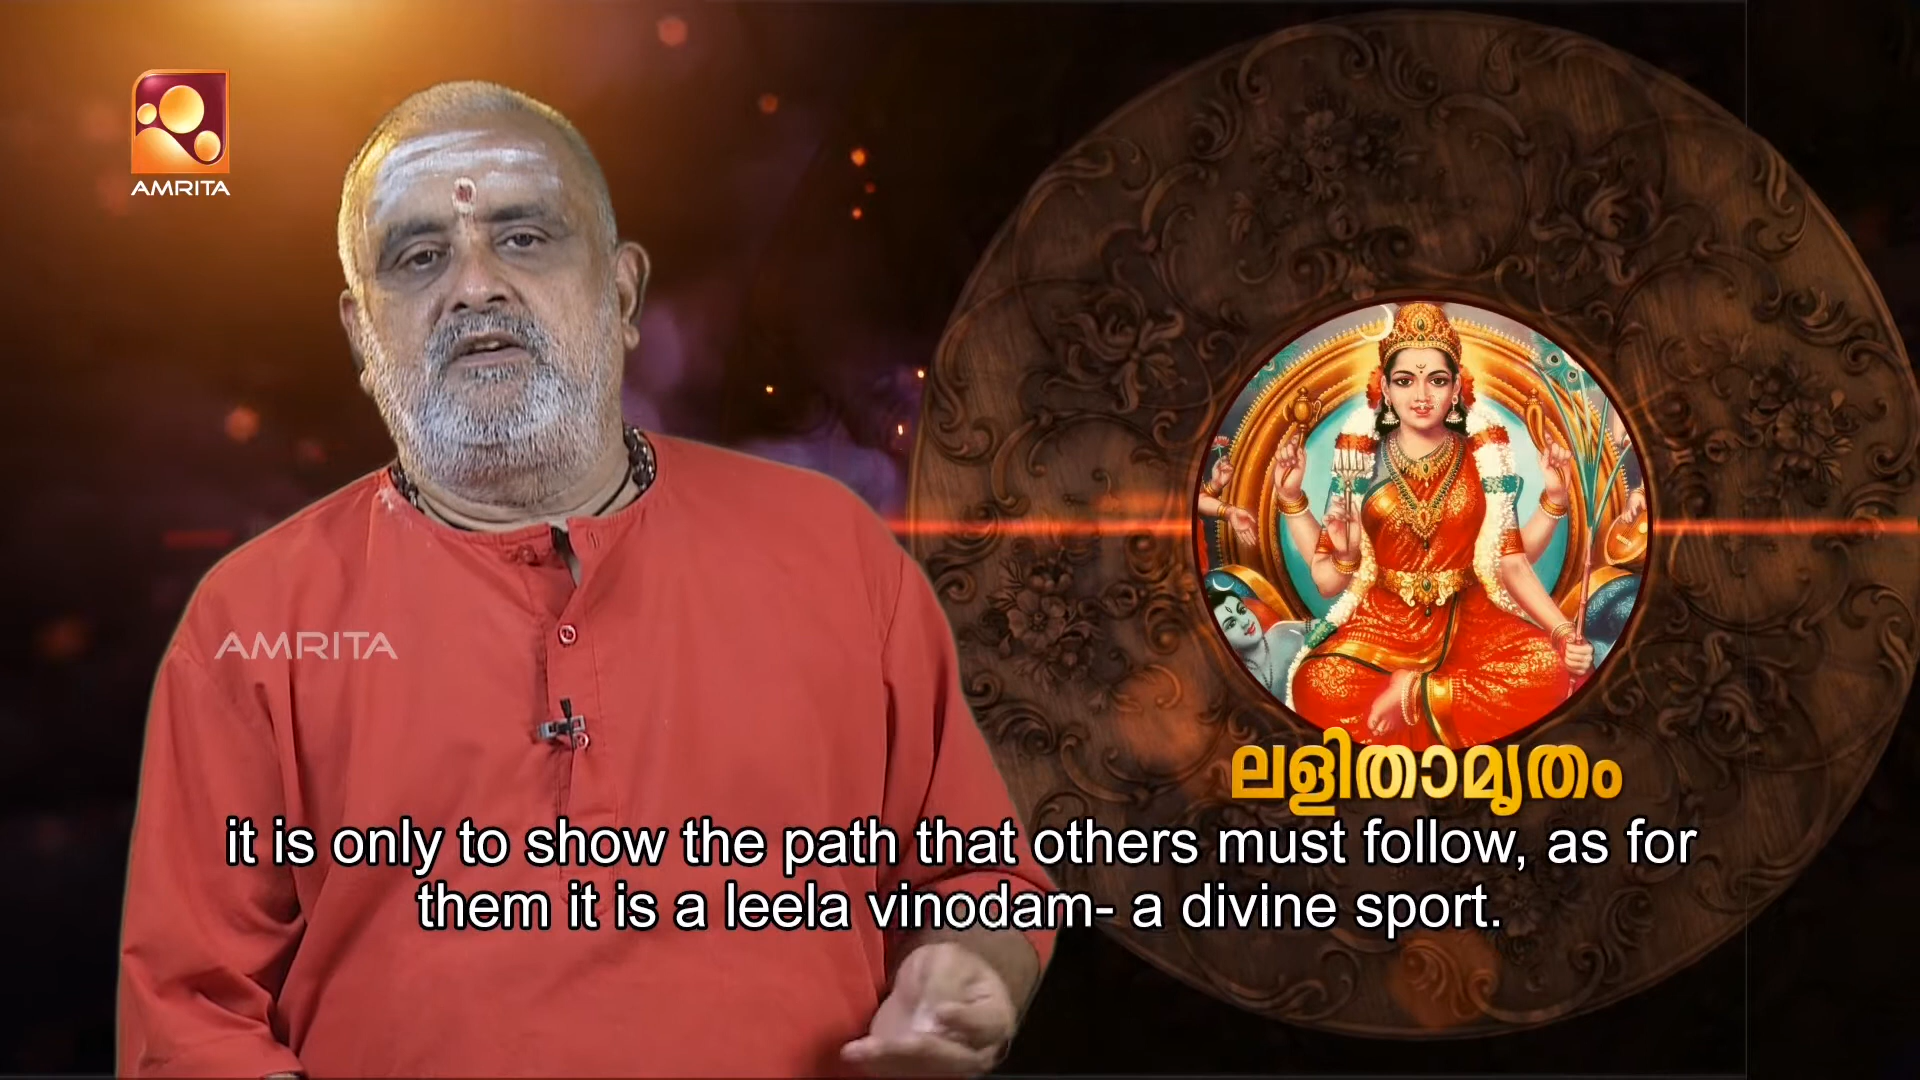 AMRITA
AMRITA
ലളിതാമൃതം
it is only to show the path that others must follow, as for
them it is a leela vinodam- a divine sport.